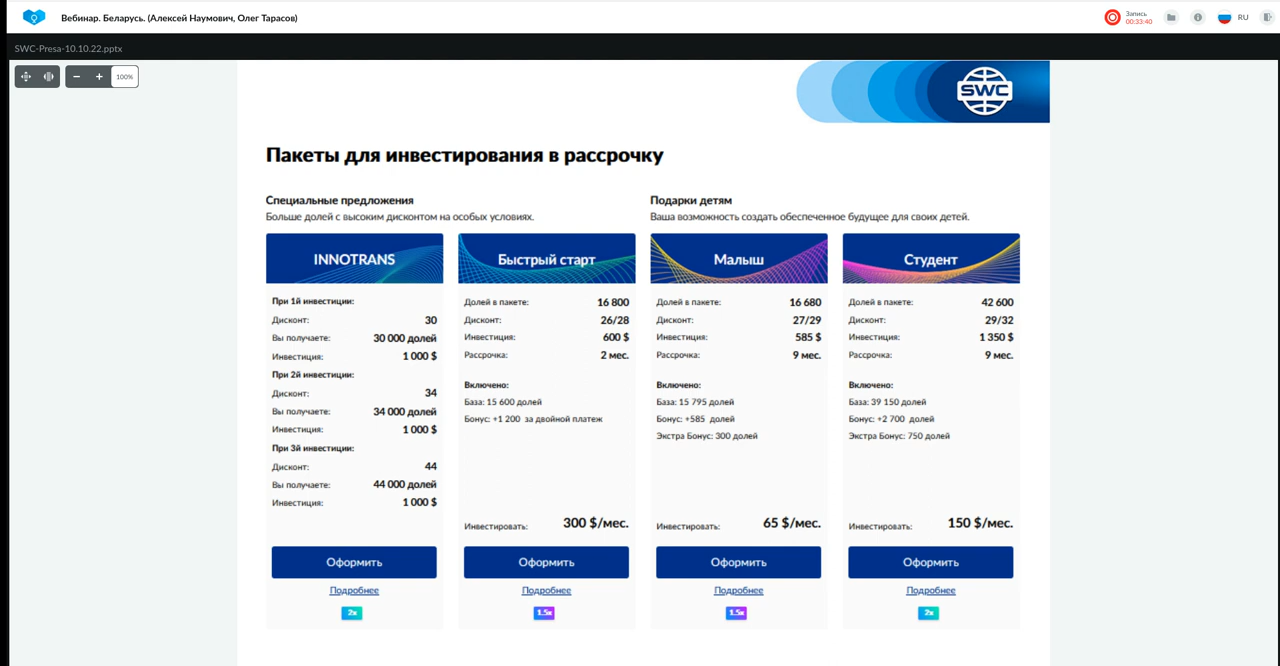 Вебинар. Беларусь. (Алексей Наумович, Олег Тарасов)
Запись
00:33:40
RU
SWC-Presa-10.10.22.pptx
100%
SWC
Пакеты для инвестирования в рассрочку
Специальные предложения
Больше долей с высоким дисконтом на особых условиях.
Подарки детям
Ваша возможность создать обеспеченное будущее для своих детей.
INNOTRANS
При 1й инвестиции:
Дисконт: 30
Вы получаете: 30 000 долей
Инвестиция: 1 000 $
При 2й инвестиции:
Дисконт: 34
Вы получаете: 34 000 долей
Инвестиция: 1 000 $
При 3й инвестиции:
Дисконт: 44
Вы получаете: 44 000 долей
Инвестиция: 1 000 $
Оформить
Подробнее
2x
Быстрый старт
Долей в пакете: 16 800
Дисконт: 26/28
Инвестиция: 600 $
Рассрочка: 2 мес.
Включено:
База: 15 600 долей
Бонус: +1 200 за двойной платеж
Инвестировать: 300 $/мес.
Оформить
Подробнее
1.5x
Малыш
Долей в пакете: 16 680
Дисконт: 27/29
Инвестиция: 585 $
Рассрочка: 9 мес.
Включено:
База: 15 795 долей
Бонус: +585 долей
Экстра Бонус: 300 долей
Инвестировать: 65 $/мес.
Оформить
Подробнее
1.5x
Студент
Долей в пакете: 42 600
Дисконт: 29/32
Инвестиция: 1 350 $
Рассрочка: 9 мес.
Включено:
База: 39 150 долей
Бонус: +2 700 долей
Экстра Бонус: 750 долей
Инвестировать: 150 $/мес.
Оформить
Подробнее
2x